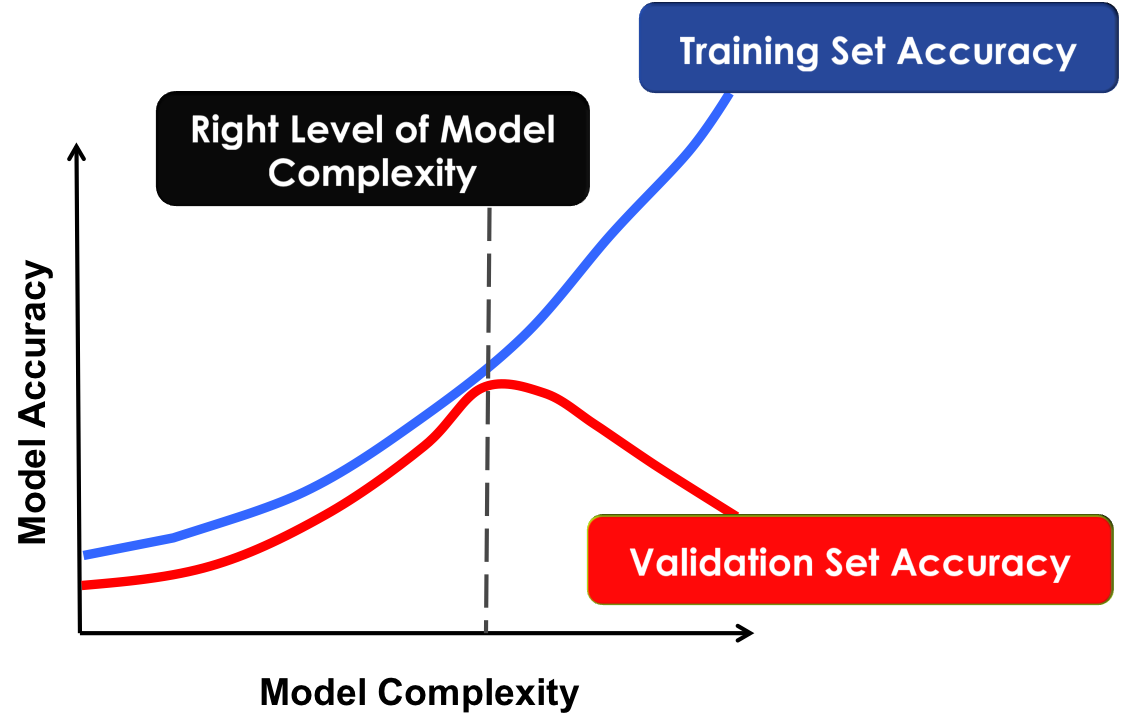 Training Set Accuracy
Right Level of Model
Complexity
Model Accuracy
Validation Set Accuracy
Model Complexity